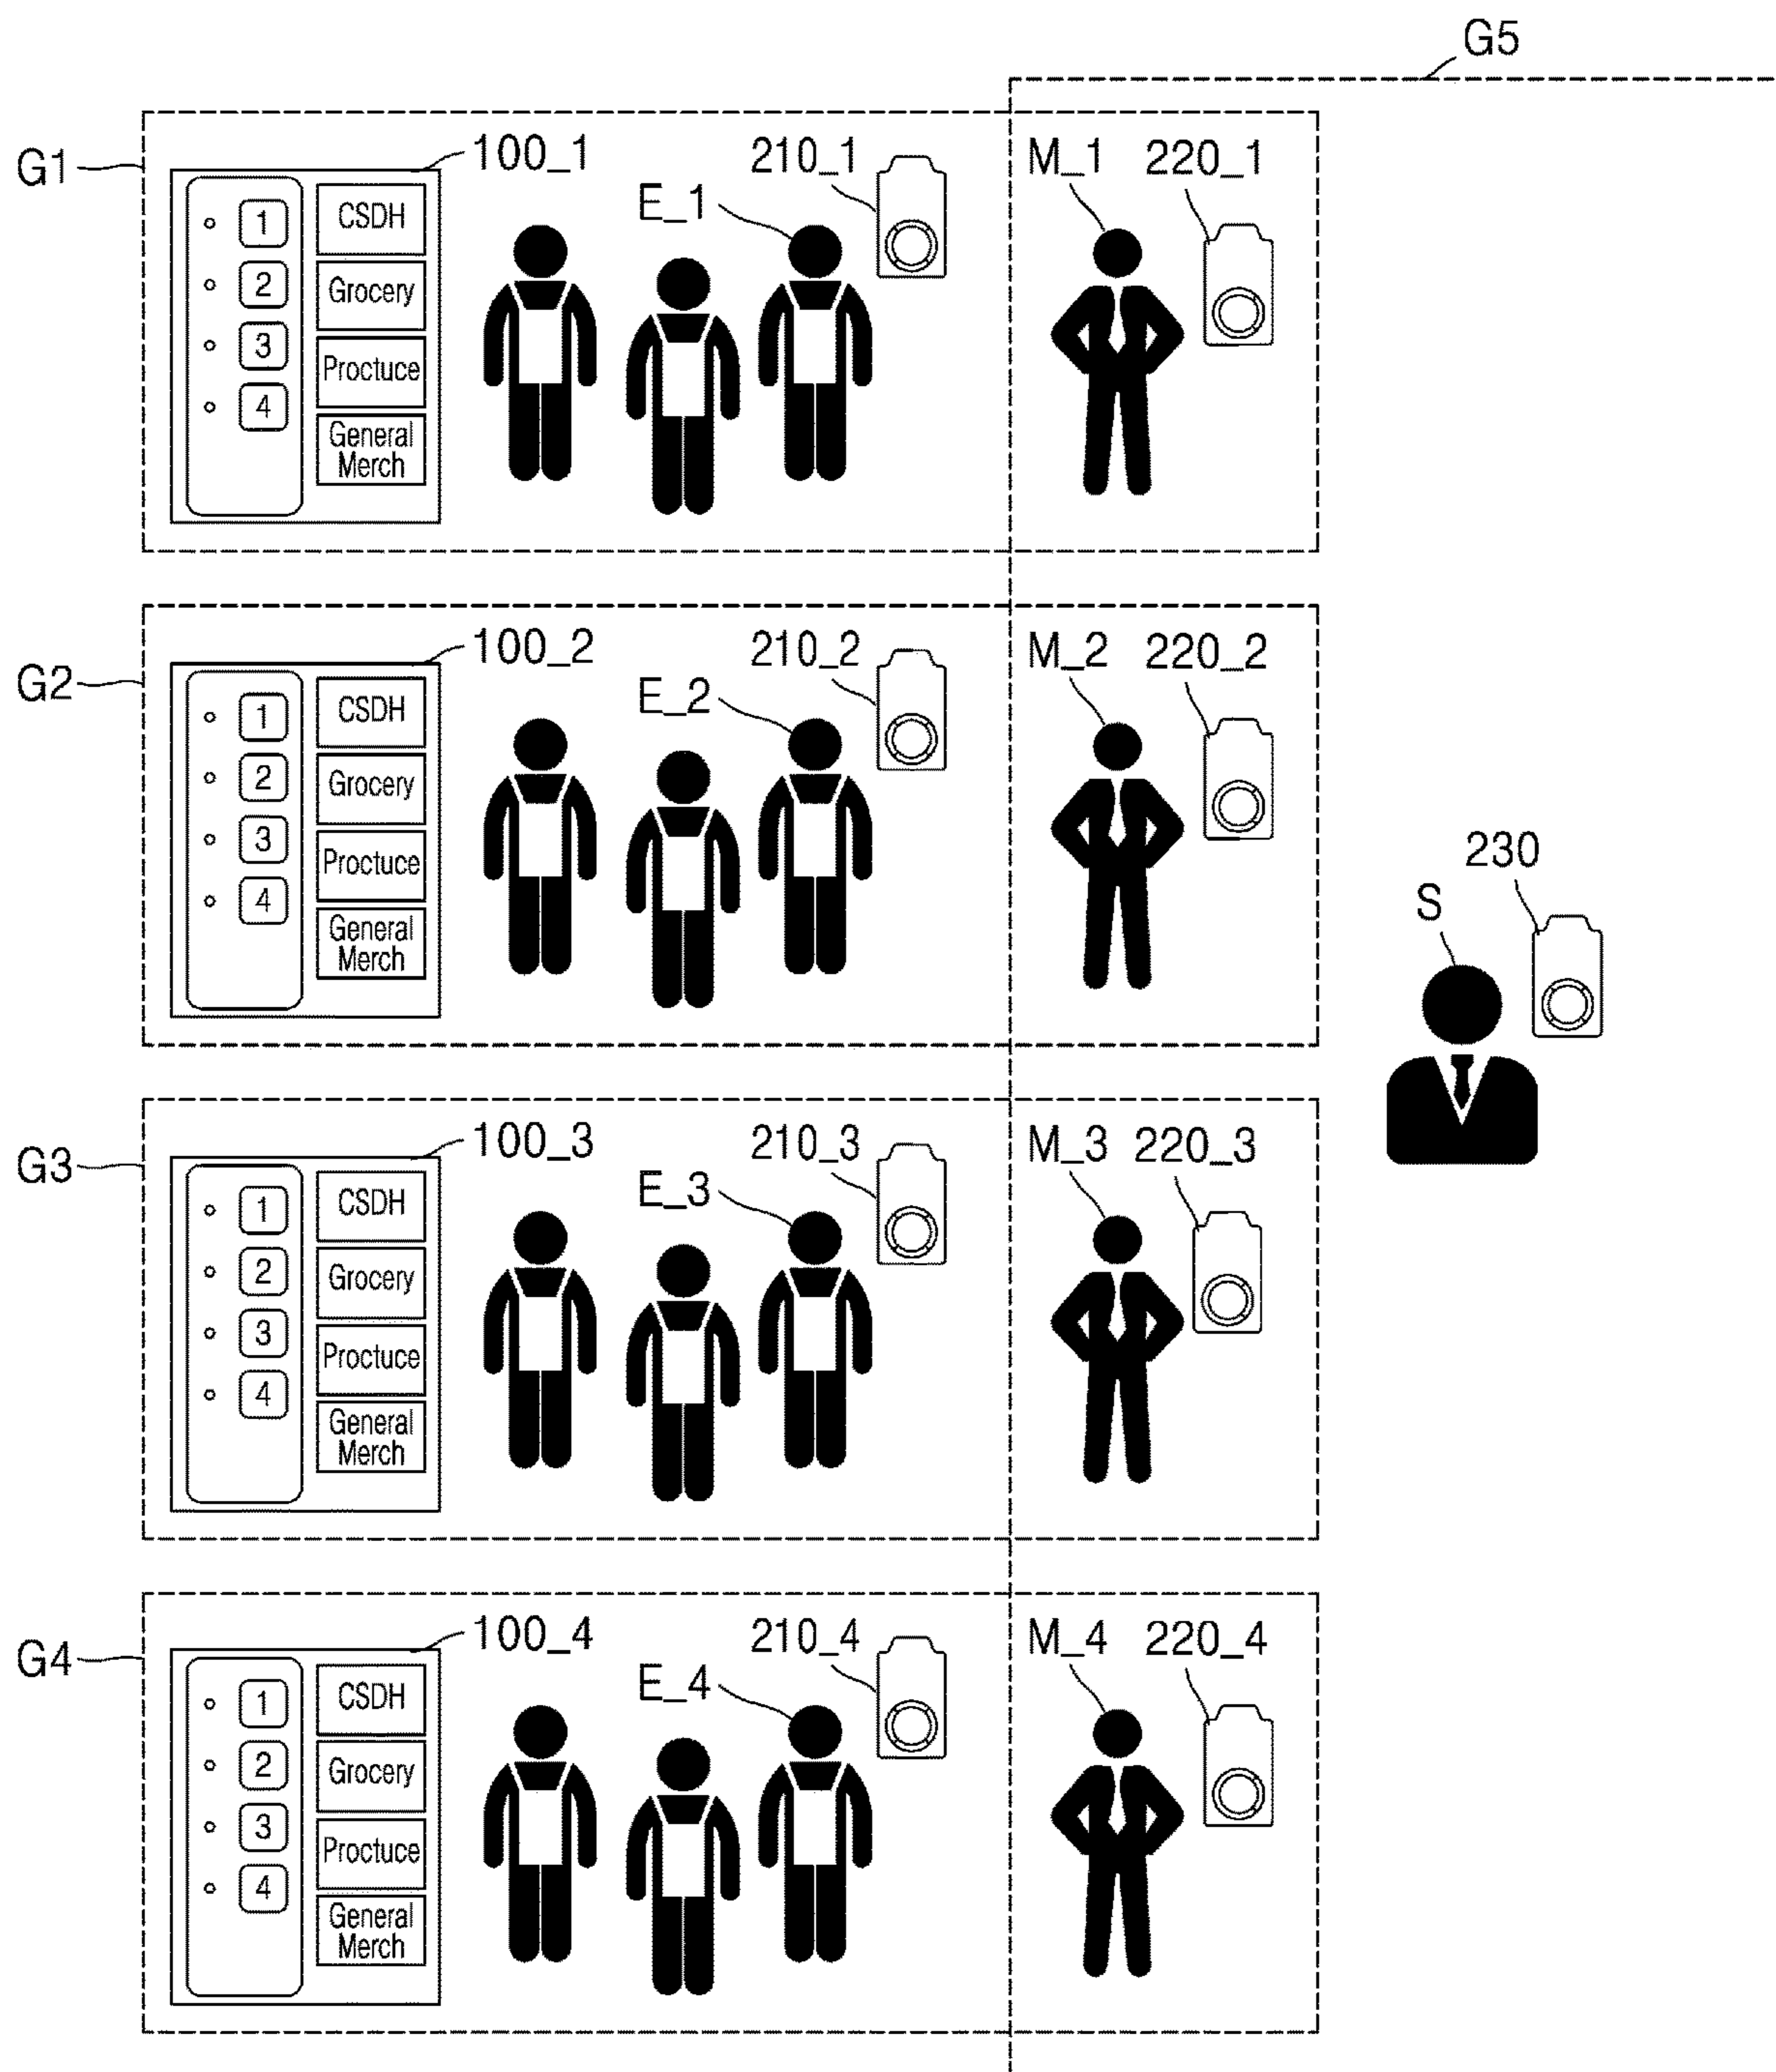 G5
G1
100_1
210_1
M_1
220_1
E_1
1
CSDH
2
Grocery
3
Proctuce
4
General
Merch
G2
100_2
210_2
M_2
220_2
E_2
1
CSDH
2
Grocery
3
Proctuce
4
General
Merch
230
S
G3
100_3
210_3
M_3
220_3
E_3
1
CSDH
2
Grocery
3
Proctuce
4
General
Merch
G4
100_4
210_4
M_4
220_4
E_4
1
CSDH
2
Grocery
3
Proctuce
4
General
Merch